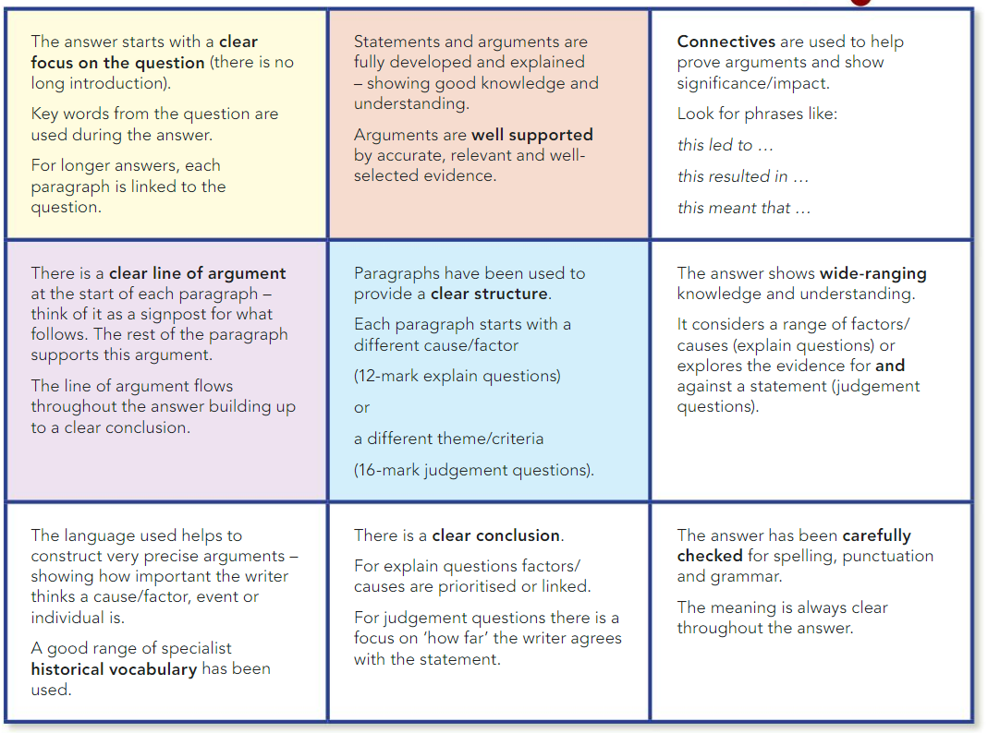 The answer starts with a clear
focus on the question (there is no
long introduction).
Key words from the question are
used during the answer.
For longer answers, each
paragraph is linked to the
question.
Statements and arguments are
fully developed and explained
– showing good knowledge and
understanding.
Arguments are well supported
by accurate, relevant and well-
selected evidence.
Connectives are used to help
prove arguments and show
significance/impact.
Look for phrases like:
this led to …
this resulted in …
this meant that …
There is a clear line of argument
at the start of each paragraph –
think of it as a signpost for what
follows. The rest of the paragraph
supports this argument.
The line of argument flows
throughout the answer building up
to a clear conclusion.
Paragraphs have been used to
provide a clear structure.
Each paragraph starts with a
different cause/factor
(12-mark explain questions)
or
a different theme/criteria
(16-mark judgement questions).
The answer shows wide-ranging
knowledge and understanding.
It considers a range of factors/
causes (explain questions) or
explores the evidence for and
against a statement (judgement
questions).
The language used helps to
construct very precise arguments –
showing how important the writer
thinks a cause/factor, event or
individual is.
A good range of specialist
historical vocabulary has been
used.
There is a clear conclusion.
For explain questions factors/
causes are prioritised or linked.
For judgement questions there is a
focus on ‘how far’ the writer agrees
with the statement.
The answer has been carefully
checked for spelling, punctuation
and grammar.
The meaning is always clear
throughout the answer.